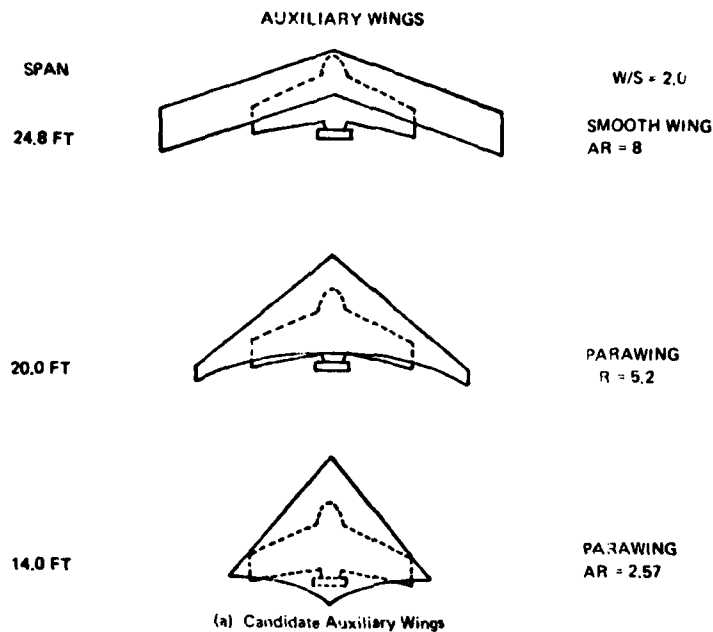 AUXILIARY WINGS
SPAN
W/S = 2.0
24.8 FT
SMOOTH WING
AR = 8
20.0 FT
PARAWING
R = 5.2
14.0 FT
PARAWING
AR = 2.57
(a) Candidate Auxiliary Wings